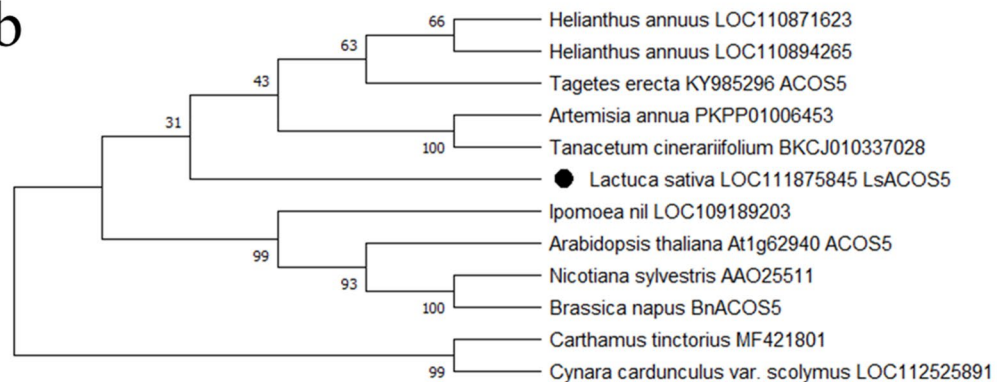 b
66
Helianthus annuus LOC110871623
63
Helianthus annuus LOC110894265
43
Tagetes erecta KY985296 ACOS5
31
Artemisia annua PKPP01006453
100
Tanacetum cinerariifolium BKCJ010337028
Lactuca sativa LOC111875845 LsACOS5
Ipomoea nil LOC109189203
99
Arabidopsis thaliana At1g62940 ACOS5
93
Nicotiana sylvestris AAO25511
100
Brassica napus BnACOS5
Carthamus tinctorius MF421801
99
Cynara cardunculus var. scolymus LOC112525891